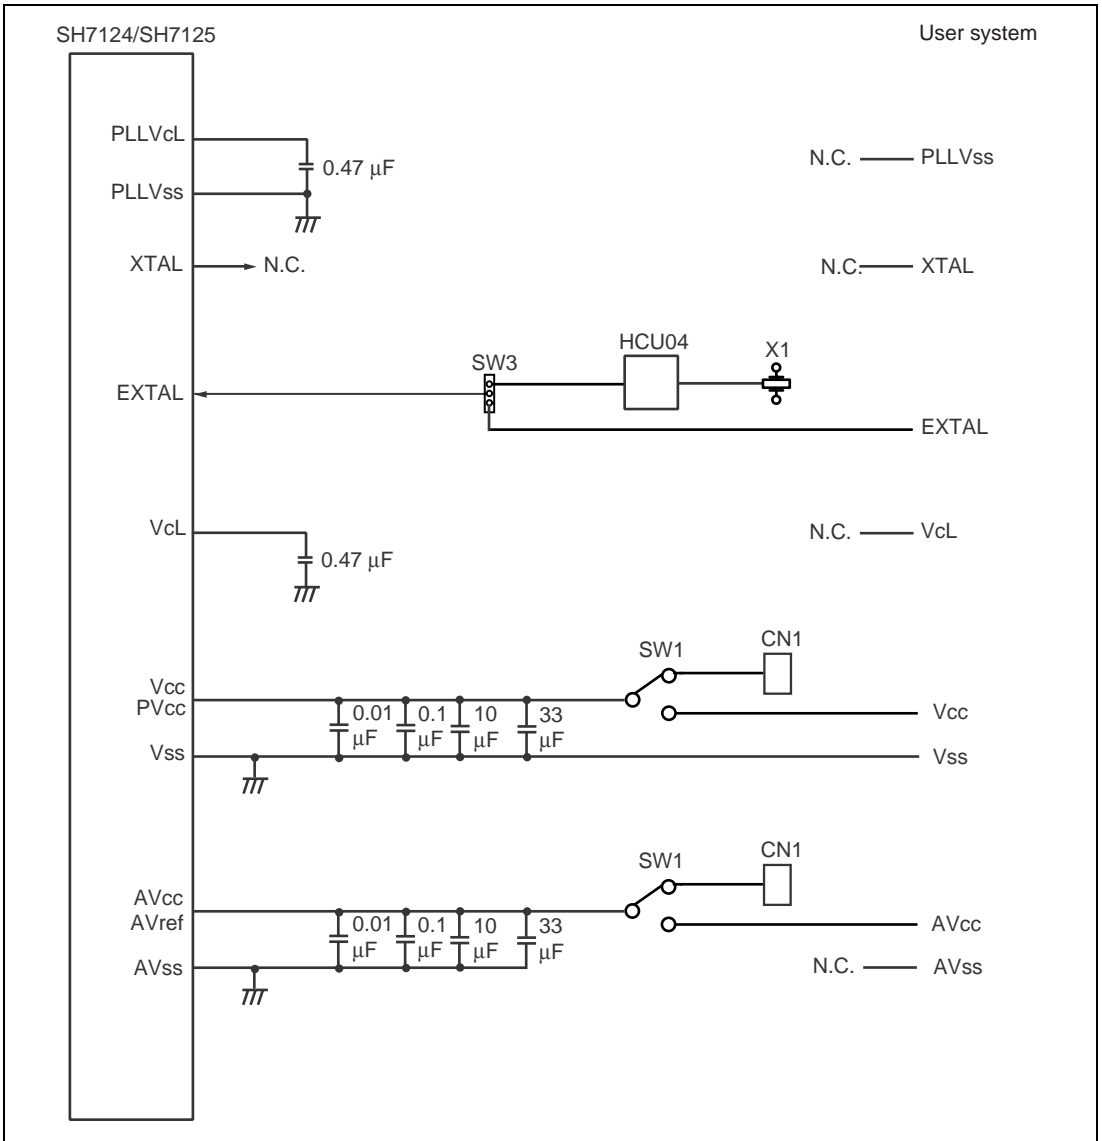 SH7124/SH7125
User system
PLLVcL
0.47 μF
N.C.
PLLVss
PLLVss
XTAL
N.C.
N.C.
XTAL
HCU04
X1
SW3
EXTAL
EXTAL
VcL
0.47 μF
N.C.
VcL
CN1
SW1
Vcc
PVcc
0.01
μF
0.1
μF
10
μF
33
μF
Vcc
Vss
Vss
CN1
SW1
AVcc
AVref
0.01
μF
0.1
μF
10
μF
33
μF
AVcc
AVss
N.C.
AVss